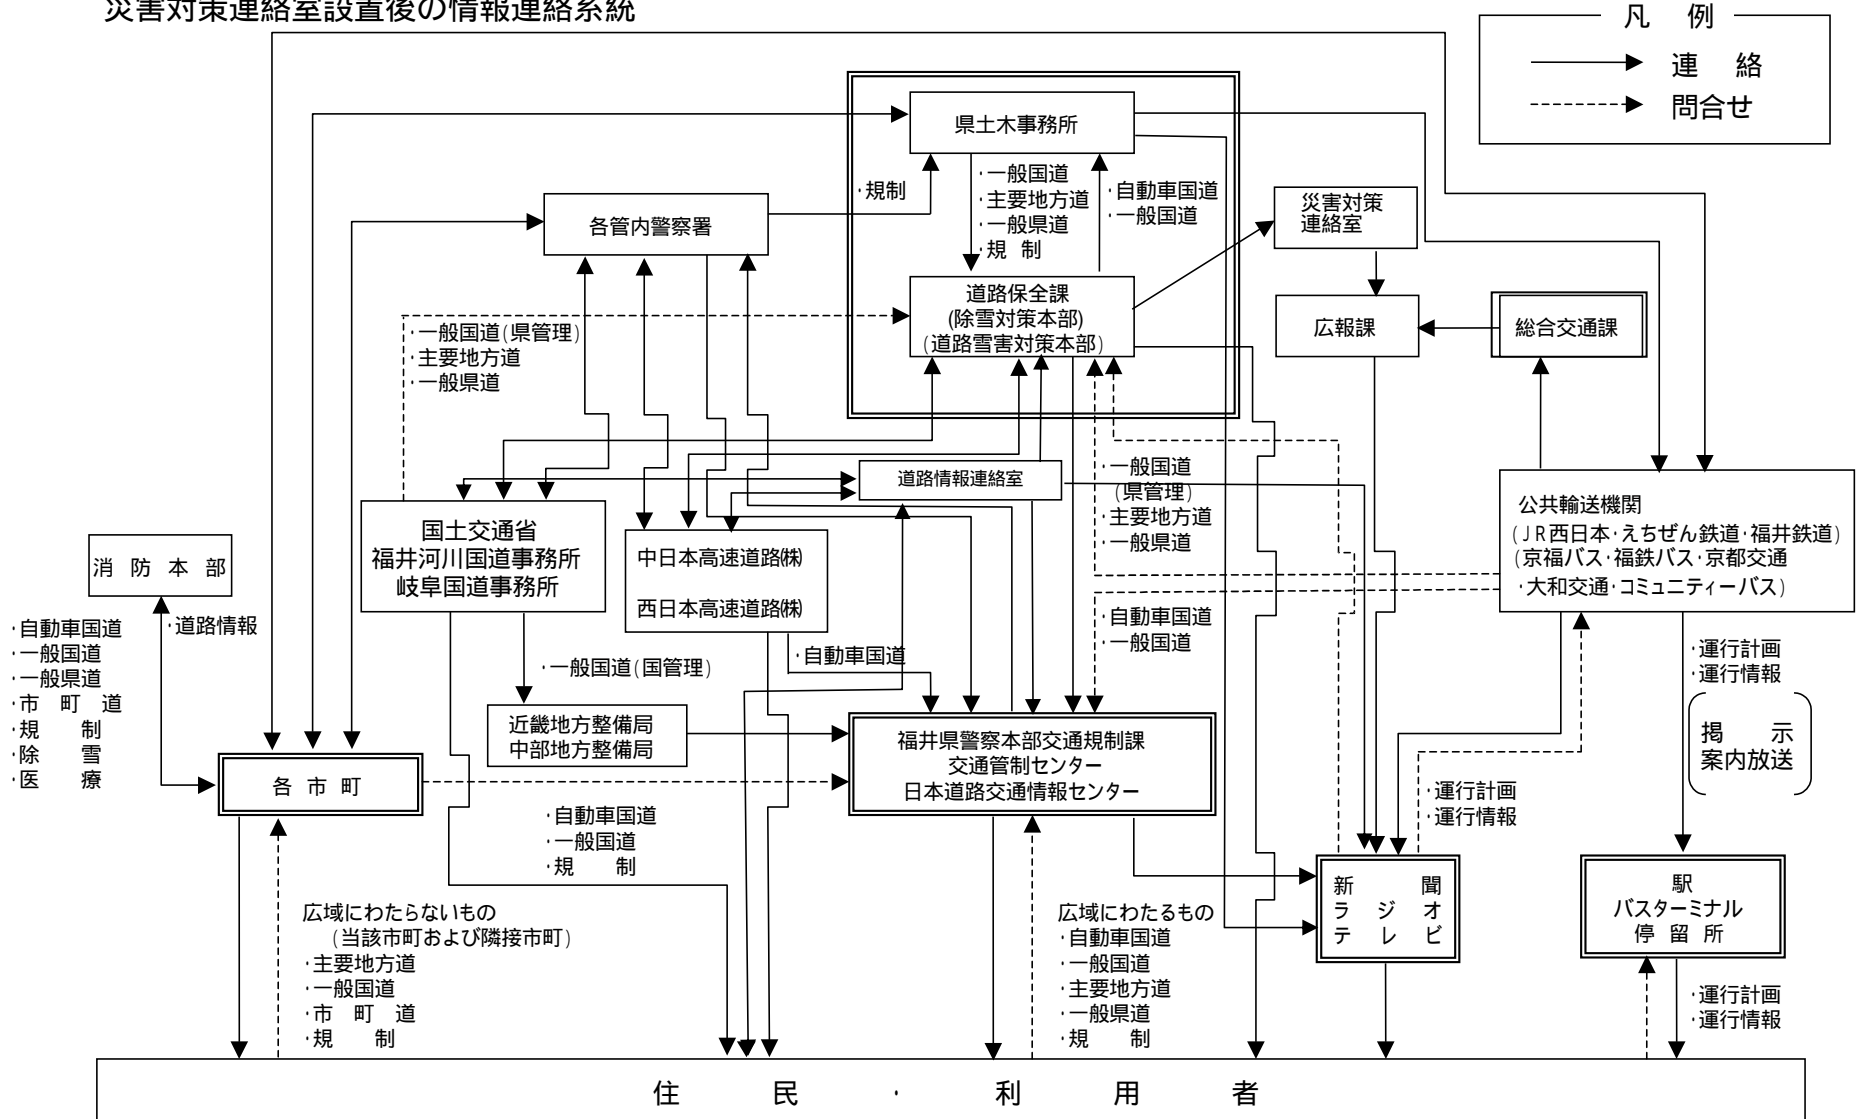 災害対策連絡室設置後の情報連絡系統
凡 例
連 絡
問合せ
県土木事務所
・規制
・一般国道
・主要地方道
・一般県道
・規 制
・自動車国道
・一般国道
各管内警察署
災害対策
連絡室
道路保全課
(除雪対策本部)
(道路雪害対策本部)
広報課
総合交通課
・一般国道(県管理)
・主要地方道
・一般県道
道路情報連絡室
・一般国道
(県管理)
・主要地方道
・一般県道
公共輸送機関
(JR西日本・えちぜん鉄道・福井鉄道)
(京福バス・福鉄バス・京都交通
・大和交通・コミュニティーバス)
国土交通省
福井河川国道事務所
岐阜国道事務所
中日本高速道路㈱
西日本高速道路㈱
消 防 本 部
・道路情報
・自動車国道
・一般国道
・一般県道
・市 町 道
・規 制
・除 雪
・医 療
・一般国道(国管理)
・自動車国道
・自動車国道
・一般国道
・運行計画
・運行情報
掲 示
案内放送
近畿地方整備局
中部地方整備局
福井県警察本部交通規制課
交通管制センター
日本道路交通情報センター
各 市 町
・自動車国道
・一般国道
・規 制
・運行計画
・運行情報
新 聞
ラ ジ オ
テ レ ビ
駅
バスターミナル
停 留 所
広域にわたらないもの
(当該市町および隣接市町)
・主要地方道
・一般国道
・市 町 道
・規 制
広域にわたるもの
・自動車国道
・一般国道
・主要地方道
・一般県道
・規 制
・運行計画
・運行情報
住 民 ・ 利 用 者